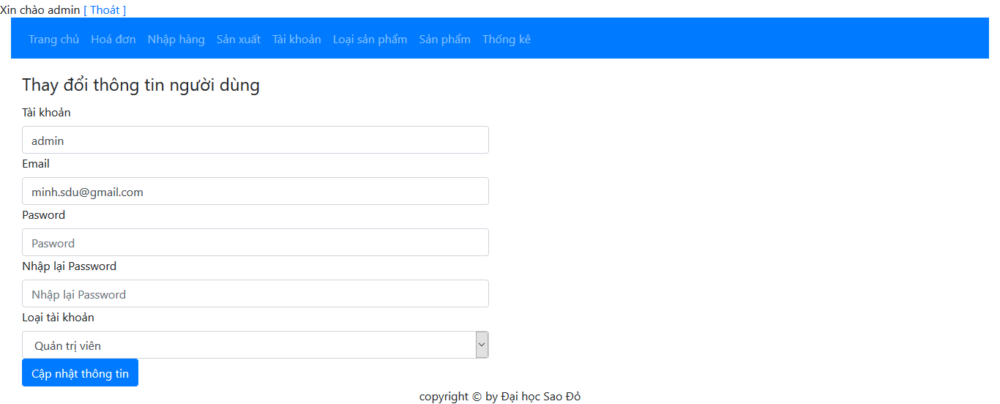 Xin chào admin [ Thoát ]
Trang chủ Hoá đơn Nhập hàng Sản xuất Tài khoản Loại sản phẩm Sản phẩm Thống kê
Thay đổi thông tin người dùng
Tài khoản
admin
Email
minh.sdu@gmail.com
Pasword
Pasword
Nhập lại Password
Nhập lại Password
Loại tài khoản
Quản trị viên
Cập nhật thông tin
copyright © by Đại học Sao Đỏ